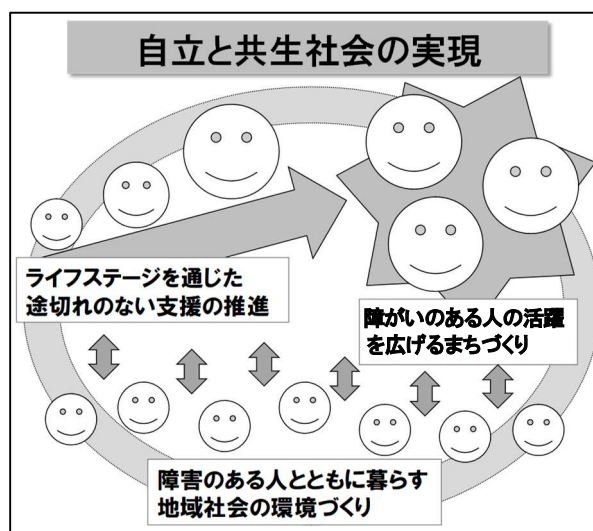 自立と共生社会の実現
ライフステージを通じた
途切れのない支援の推進
障がいのある人の活躍
を広げるまちづくり
障害のある人とともに暮らす
地域社会の環境づくり